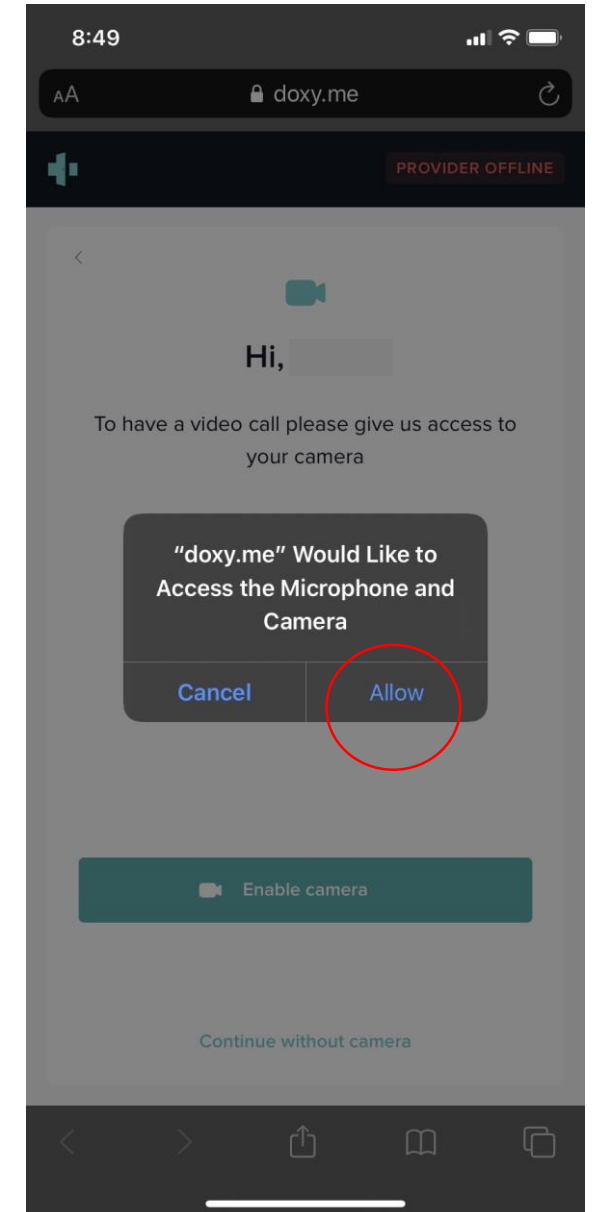 8:49
AA doxy.me
PROVIDER OFFLINE
Hi,
To have a video call please give us access to
your camera
“doxy.me” Would Like to
Access the Microphone and
Camera
Cancel Allow
Enable camera
Continue without camera